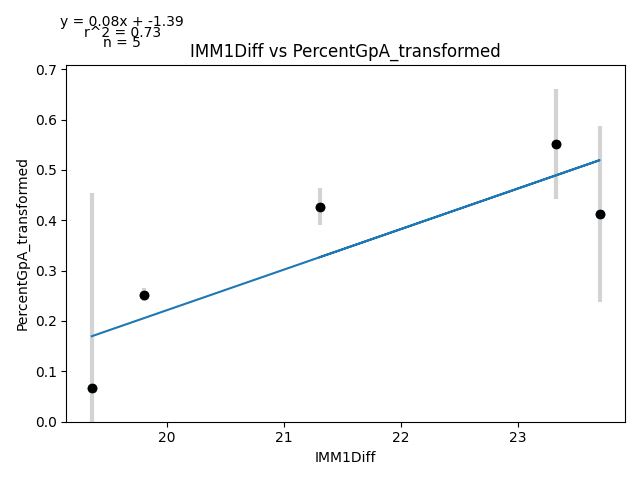 y = 0.08x + -1.39
r^2 = 0.73
n = 5
IMM1Diff vs PercentGpA_transformed
0.7
0.6
0.5
0.4
0.3
0.2
0.1
0.0
PercentGpA_transformed
20 21 22 23
IMM1Diff